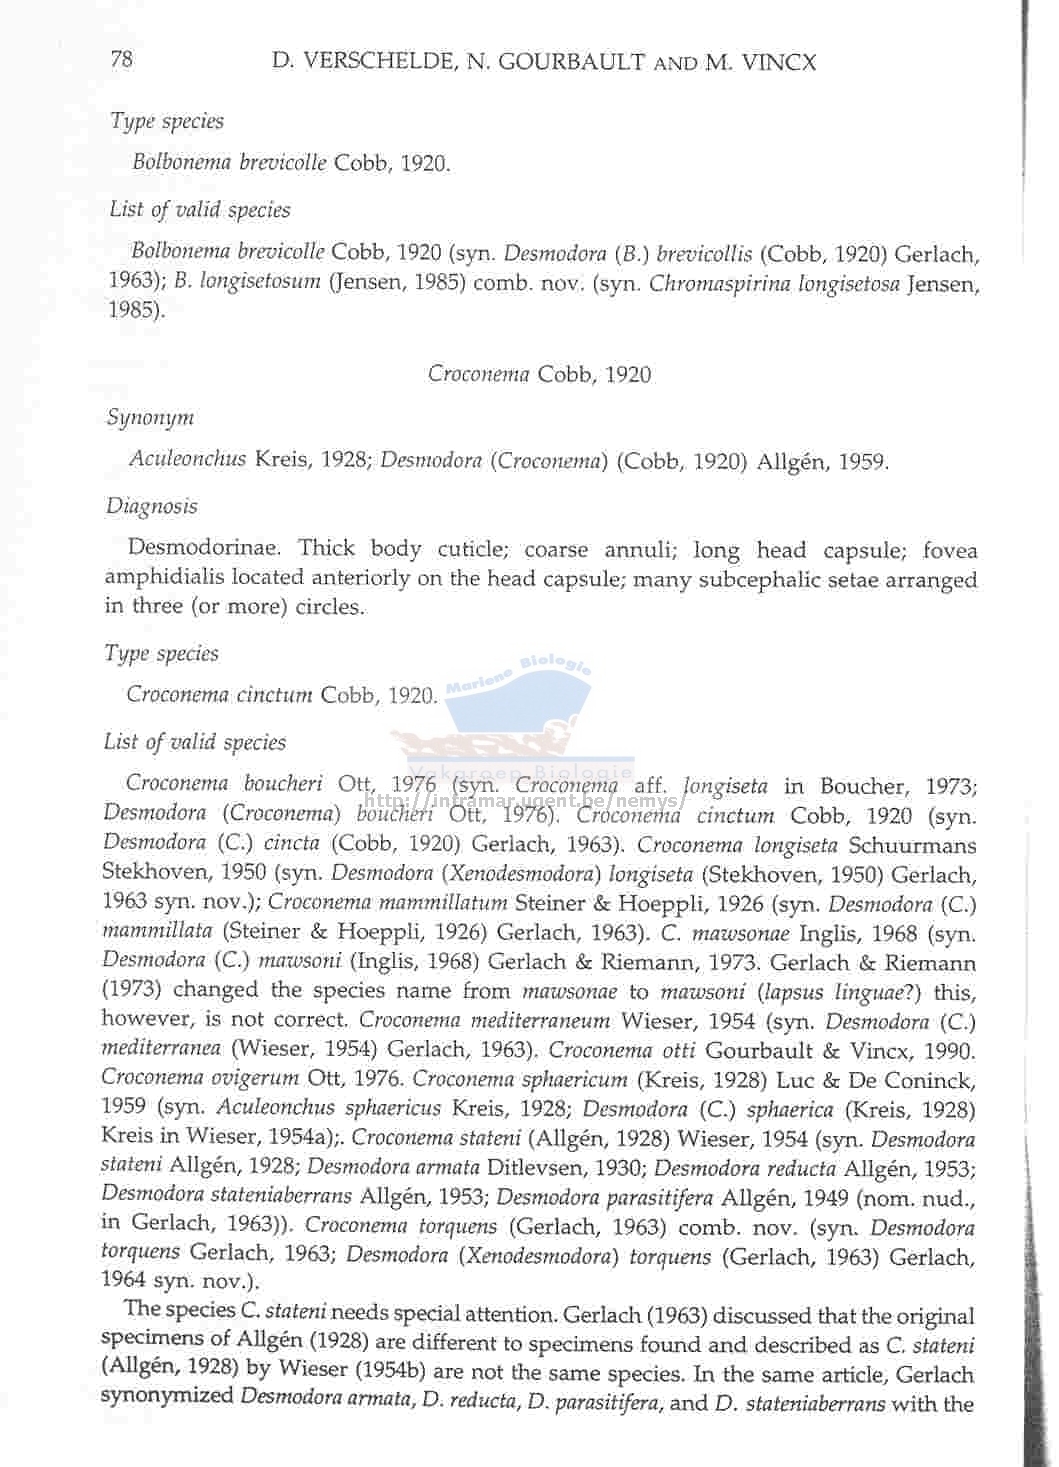 78
D. VERSCHELDE, N. GOURBAULT AND M. VINCX
Type species
Bolbonema brevicolle Cobb, 1920.
List of valid species
Bolbonema brevicolle Cobb, 1920 (syn. Desmodora (B.) brevicollis (Cobb, 1920) Gerlach,
1963); B. longisetosum (Jensen, 1985) comb. nov. (syn. Chromaspirina longisetosa Jensen,
1985).
Croconema Cobb, 1920
Synonym
Aculeonchus Kreis, 1928; Desmodora (Croconema) (Cobb, 1920) Allgén, 1959.
Diagnosis
Desmodorinae. Thick body cuticle; coarse annuli; long head capsule; fovea
amphidialis located anteriorly on the head capsule; many subcephalic setae arranged
in three (or more) circles.
Type species
Croconema cinctum Cobb, 1920.
Mariene Biologie
List of valid species
Vakgroep Biologie
Croconema boucheri Ott, 1976 (syn. Croconema aff. longiseta in Boucher, 1973;
http://intramar.ugent.be/nemys/
Desmodora (Croconema) boucheri Ott, 1976). Croconema cinctum Cobb, 1920 (syn.
Desmodora (C.) cincta (Cobb, 1920) Gerlach, 1963). Croconema longiseta Schuurmans
Stekhoven, 1950 (syn. Desmodora (Xenodesmodora) longiseta (Stekhoven, 1950) Gerlach,
1963 syn. nov.); Croconema mammillatum Steiner & Hoeppli, 1926 (syn. Desmodora (C.)
mammillata (Steiner & Hoeppli, 1926) Gerlach, 1963). C. mawsonae Inglis, 1968 (syn.
Desmodora (C.) mawsoni (Inglis, 1968) Gerlach & Riemann, 1973. Gerlach & Riemann
(1973) changed the species name from mawsonae to mawsoni (lapsus linguae?) this,
however, is not correct. Croconema mediterraneum Wieser, 1954 (syn. Desmodora (C.)
mediterranea (Wieser, 1954) Gerlach, 1963). Croconema otti Gourbault & Vincx, 1990.
Croconema ovigerum Ott, 1976. Croconema sphaericum (Kreis, 1928) Luc & De Coninck,
1959 (syn. Aculeonchus sphaericus Kreis, 1928; Desmodora (C.) sphaerica (Kreis, 1928)
Kreis in Wieser, 1954a);. Croconema stateni (Allgén, 1928) Wieser, 1954 (syn. Desmodora
stateni Allgén, 1928; Desmodora armata Ditlevsen, 1930; Desmodora reducta Allgén, 1953;
Desmodora stateniaberrans Allgén, 1953; Desmodora parasitifera Allgén, 1949 (nom. nud.,
in Gerlach, 1963)). Croconema torquens (Gerlach, 1963) comb. nov. (syn. Desmodora
torquens Gerlach, 1963; Desmodora (Xenodesmodora) torquens (Gerlach, 1963) Gerlach,
1964 syn. nov.).
The species C. stateni needs special attention. Gerlach (1963) discussed that the original
specimens of Allgén (1928) are different to specimens found and described as C. stateni
(Allgén, 1928) by Wieser (1954b) are not the same species. In the same article, Gerlach
synonymized Desmodora armata, D. reducta, D. parasitifera, and D. stateniaberrans with the